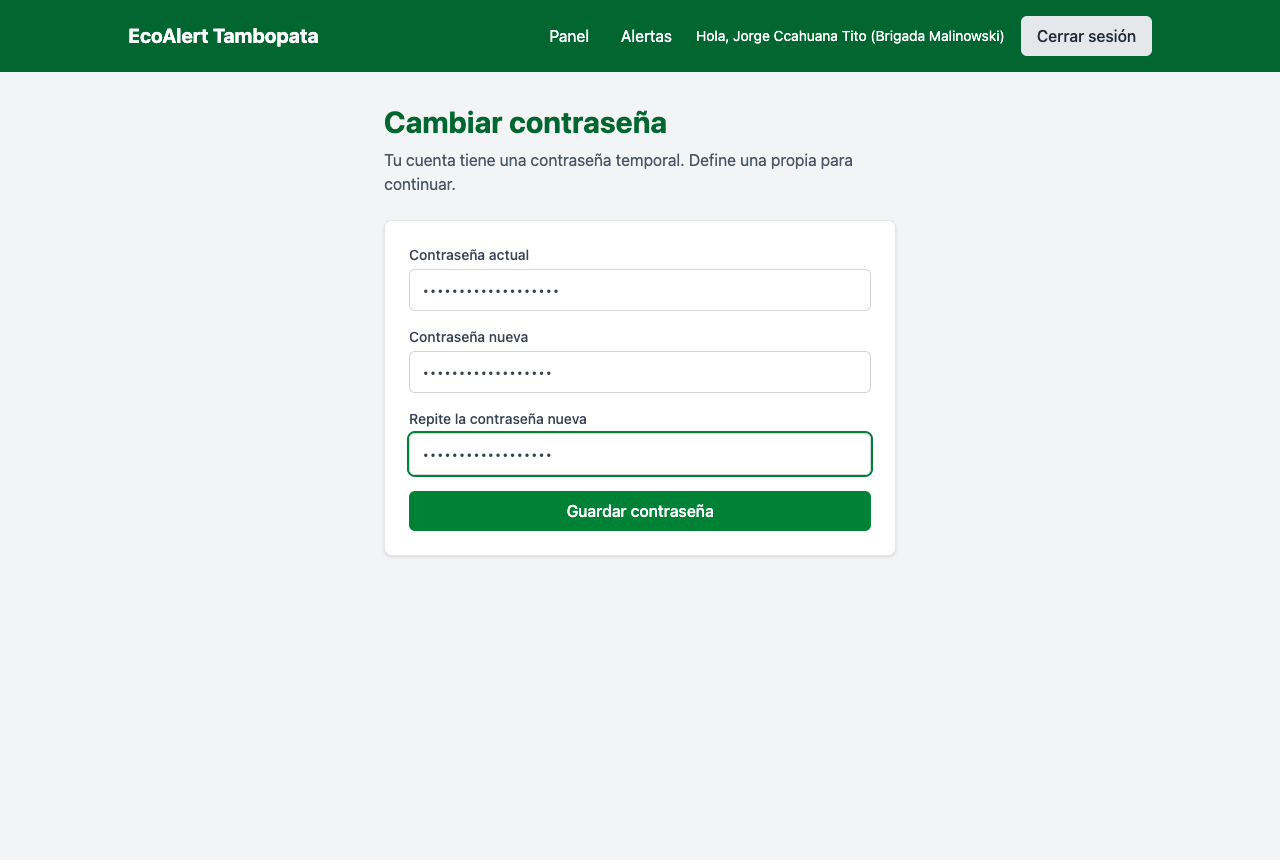 EcoAlert Tambopata
Panel
Alertas
Hola, Jorge Ccahuana Tito (Brigada Malinowski)
Cerrar sesión
Cambiar contraseña
Tu cuenta tiene una contraseña temporal. Define una propia para
continuar.
Contraseña actual
•••••••••••••••••••
Contraseña nueva
••••••••••••••••••
Repite la contraseña nueva
••••••••••••••••••
Guardar contraseña